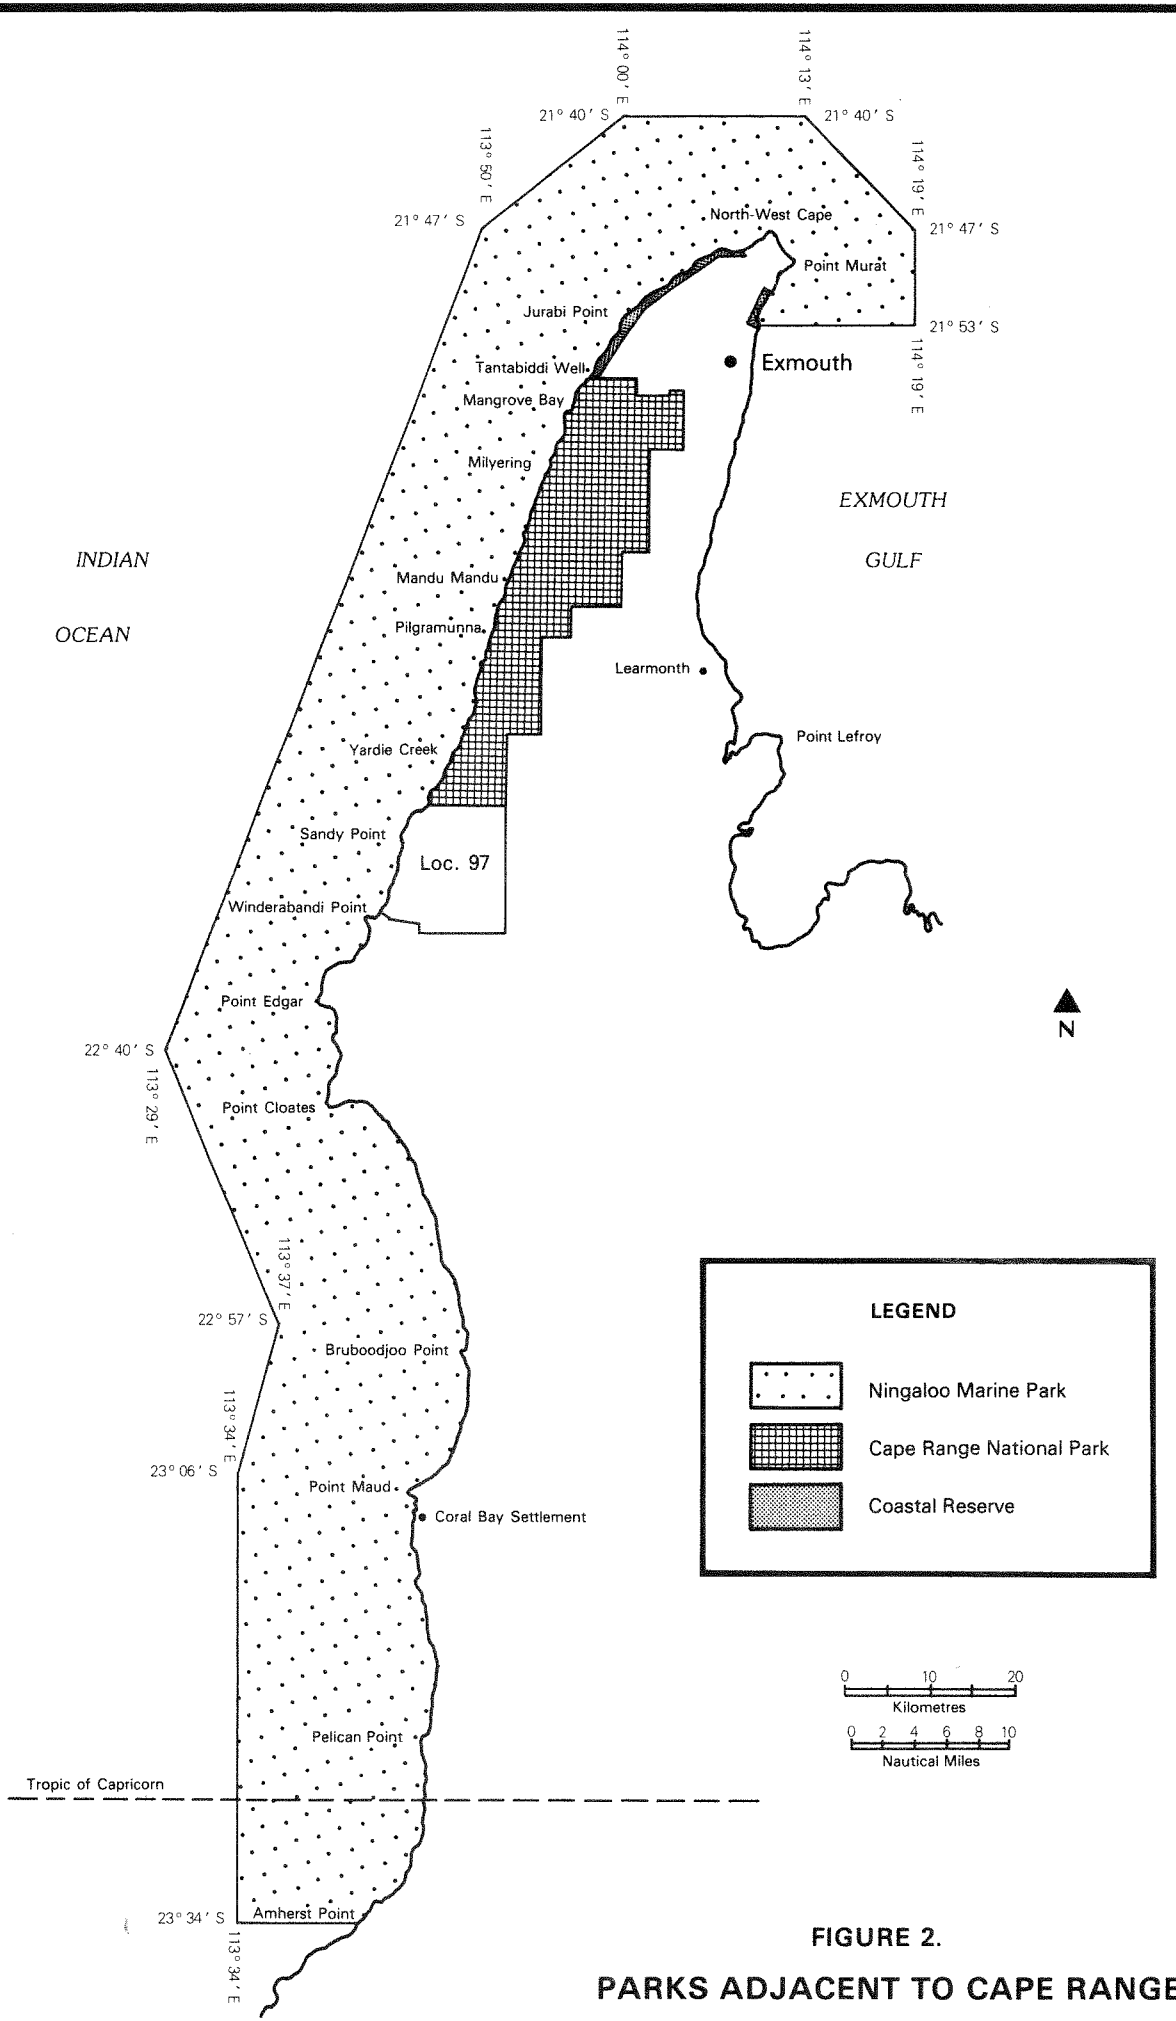 114° 00' E
114° 13' E
21° 40' S
21° 40' S
113° 50' E
114° 19' E
21° 47' S
North-West Cape
21° 47' S
Point Murat
Jurabi Point
21° 53' S
114° 19' E
Tantabiddi Well
Exmouth
Mangrove Bay
Milyering
EXMOUTH
GULF
INDIAN
OCEAN
Mandu Mandu
Pilgramunna
Learmonth
Point Lefroy
Yardie Creek
Sandy Point
Loc. 97
Winderabandi Point
Point Edgar
N
22° 40' S
113° 29' E
Point Cloates
113° 37' E
22° 57' S
Bruboodjoo Point
113° 34' E
23° 06' S
Point Maud
Coral Bay Settlement
LEGEND
Ningaloo Marine Park
Cape Range National Park
Coastal Reserve
0 10 20
Kilometres
0 2 4 6 8 10
Nautical Miles
Pelican Point
Tropic of Capricorn
23° 34' S
Amherst Point
113° 34' E
FIGURE 2.
PARKS ADJACENT TO CAPE RANGE